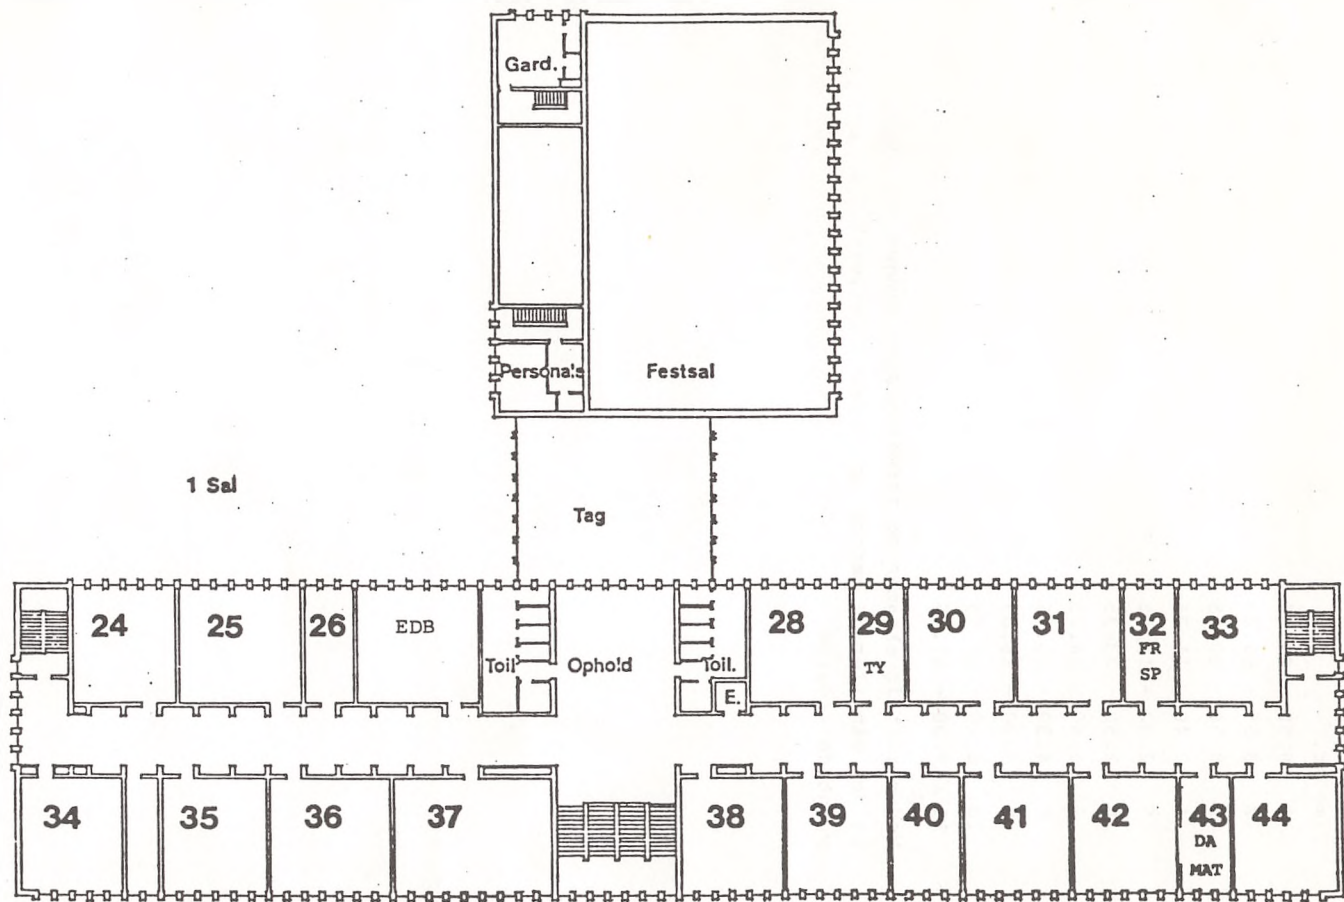 Gard.
Personals Festsal
1 Sal
Tag
24 25 26 EDB 28 29 30 31 32 33
FR
Toil Ophold Toil. TY SP
E.
34 35 36 37 38 39 40 41 42 43 44
DA
MAT